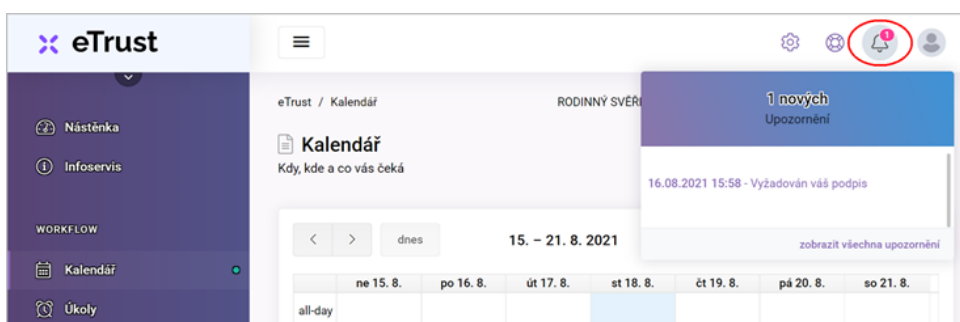 eTrust
1
Nástěnka
Infoservis
WORKFLOW
Kalendář
Úkoly
eTrust / Kalendář
RODINNÝ SVĚŘ
Kalendář
Kdy, kde a co vás čeká
1 nových
Upozornění
16.08.2021 15:58 - Vyžadován váš podpis
zobrazit všechna upozornění
dnes
15. – 21. 8. 2021
ne 15. 8. po 16. 8. út 17. 8. st 18. 8. čt 19. 8. pá 20. 8. so 21. 8.
all-day